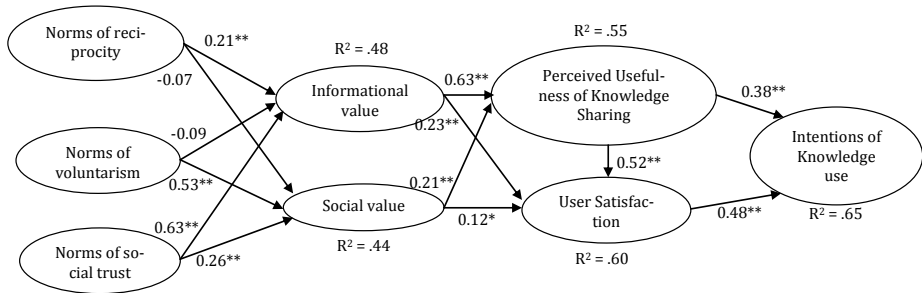 Norms of reci-
procity
0.21**
-0.07
Norms of
voluntarism
-0.09
0.53**
Norms of so-
cial trust
0.63**
0.26**
R² = .48
Informational
value
Social value
R² = .44
0.63**
0.23**
0.21**
0.12*
R² = .55
Perceived Useful-
ness of Knowledge
Sharing
0.52**
User Satisfac-
tion
R² = .60
0.38**
0.48**
Intentions of
Knowledge
use
R² = .65